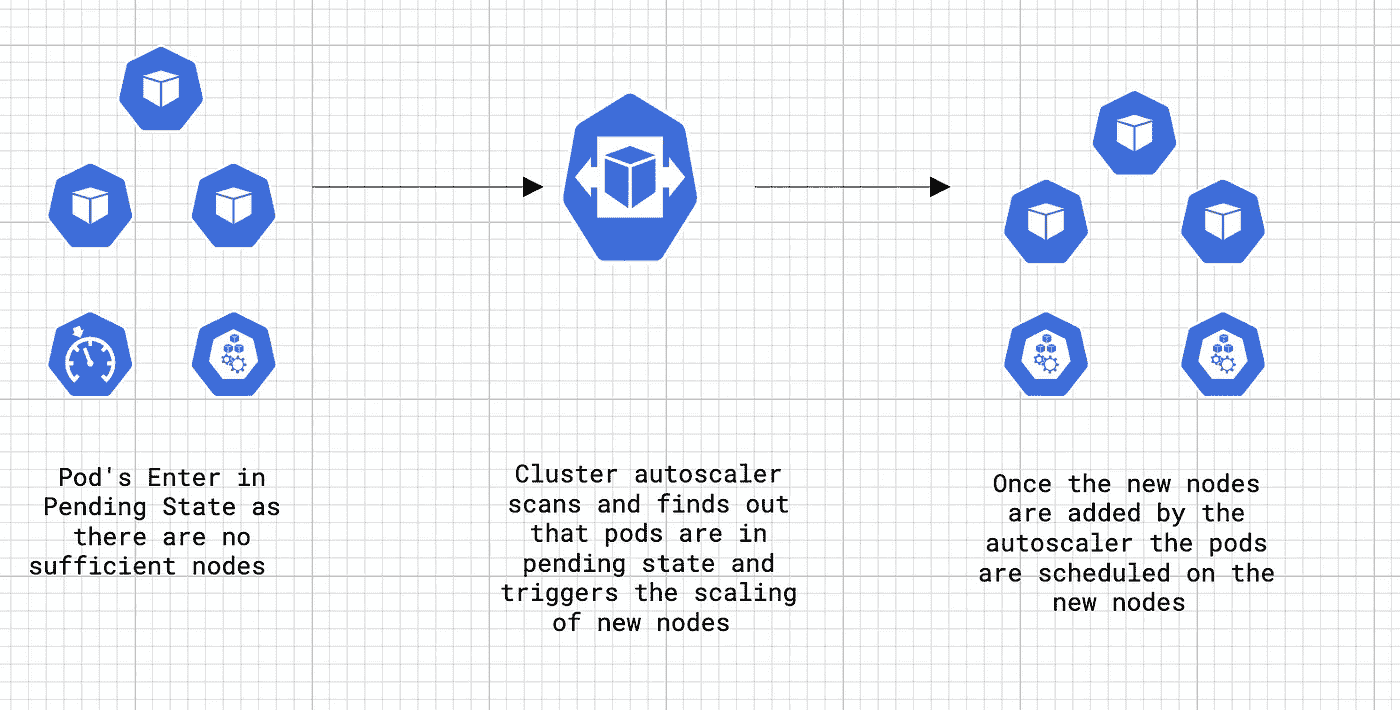 Pod's Enter in
Pending State as
there are no
sufficient nodes
Cluster autoscaler
scans and finds out
that pods are in
pending state and
triggers the scaling
of new nodes
Once the new nodes
are added by the
autoscaler the pods
are scheduled on the
new nodes